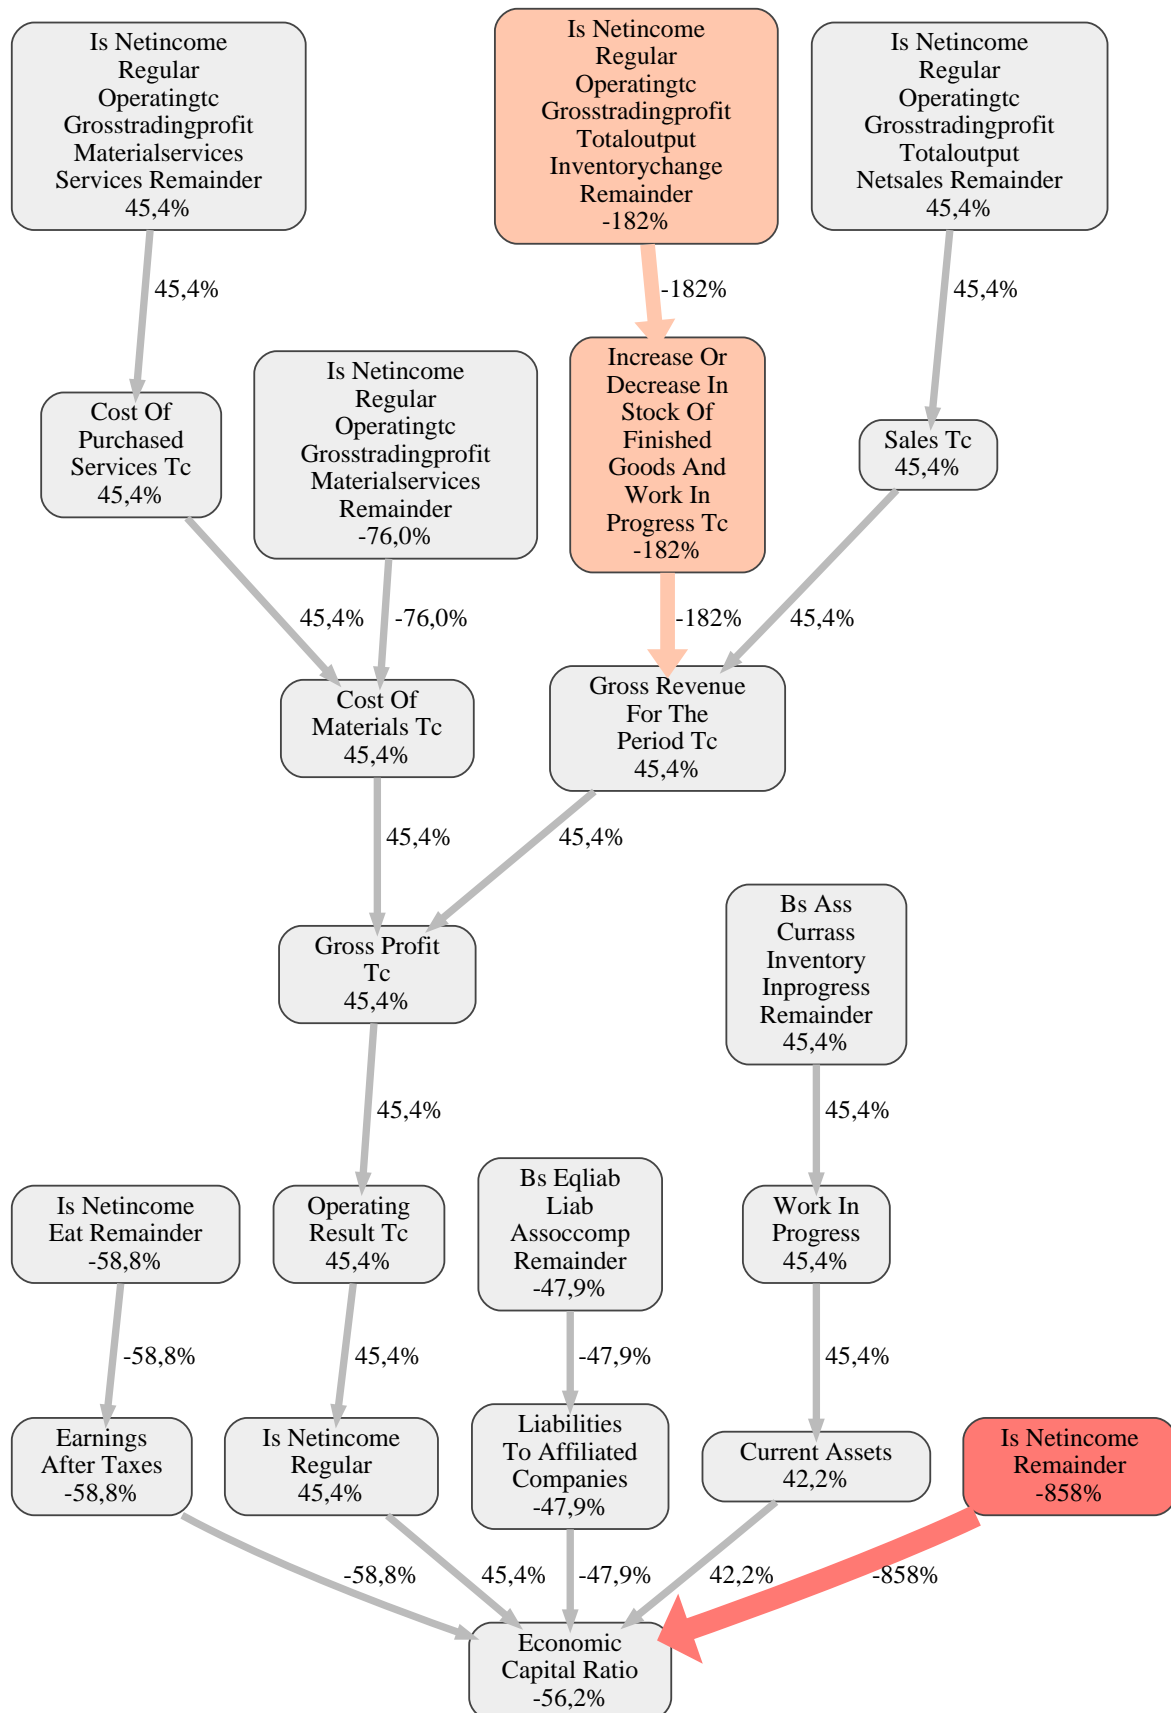 Is Netincome
Regular
Operatingtc
Grosstradingprofit
Materialservices
Services Remainder
45,4%
Is Netincome
Regular
Operatingtc
Grosstradingprofit
Totaloutput
Inventorychange
Remainder
-182%
Is Netincome
Regular
Operatingtc
Grosstradingprofit
Totaloutput
Netsales Remainder
45,4%
45,4%
-182%
45,4%
Cost Of
Purchased
Services Tc
45,4%
Is Netincome
Regular
Operatingtc
Grosstradingprofit
Materialservices
Remainder
-76,0%
Increase Or
Decrease In
Stock Of
Finished
Goods And
Work In
Progress Tc
-182%
Sales Tc
45,4%
45,4%
-76,0%
-182%
45,4%
Cost Of
Materials Tc
45,4%
Gross Revenue
For The
Period Tc
45,4%
45,4%
45,4%
Gross Profit
Tc
45,4%
Bs Ass
Currass
Inventory
Inprogress
Remainder
45,4%
45,4%
45,4%
Is Netincome
Eat Remainder
-58,8%
Operating
Result Tc
45,4%
Bs Eqliab
Liab
Assoccomp
Remainder
-47,9%
Work In
Progress
45,4%
-58,8%
45,4%
-47,9%
45,4%
Earnings
After Taxes
-58,8%
Is Netincome
Regular
45,4%
Liabilities
To Affiliated
Companies
-47,9%
Current Assets
42,2%
Is Netincome
Remainder
-858%
-58,8%
45,4%
-47,9%
42,2%
-858%
Economic
Capital Ratio
-56,2%